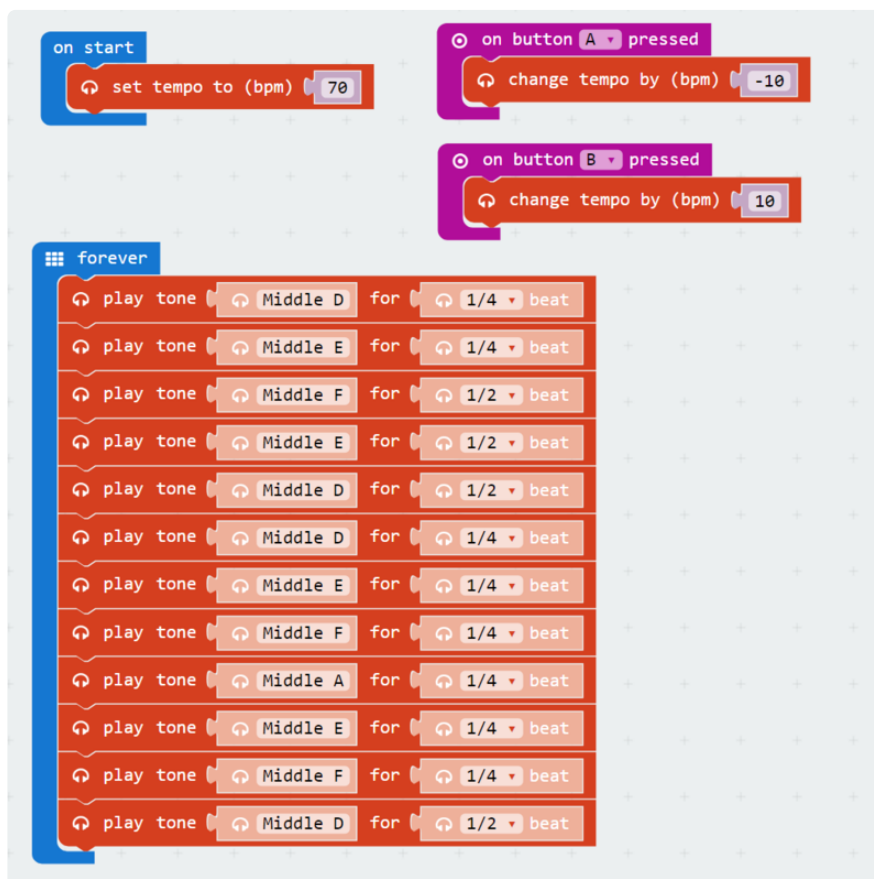 on start
set tempo to (bpm) 70
on button A pressed
change tempo by (bpm) -10
on button B pressed
change tempo by (bpm) 10
forever
play tone Middle D for 1/4 beat
play tone Middle E for 1/4 beat
play tone Middle F for 1/2 beat
play tone Middle E for 1/2 beat
play tone Middle D for 1/2 beat
play tone Middle D for 1/4 beat
play tone Middle E for 1/4 beat
play tone Middle F for 1/4 beat
play tone Middle A for 1/4 beat
play tone Middle E for 1/4 beat
play tone Middle F for 1/4 beat
play tone Middle D for 1/2 beat